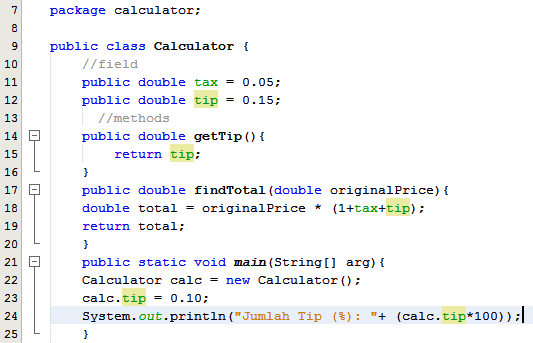 7 package calculator;
8
9 public class Calculator {
10 //field
11 public double tax = 0.05;
12 public double tip = 0.15;
13 //methods
14 public double getTip(){
15 return tip;
16 }
17 public double findTotal(double originalPrice){
18 double total = originalPrice * (1+tax+tip);
19 return total;
20 }
21 public static void main(String[] arg){
22 Calculator calc = new Calculator();
23 calc.tip = 0.10;
24 System.out.println("Jumlah Tip (%): "+ (calc.tip*100));
25 }